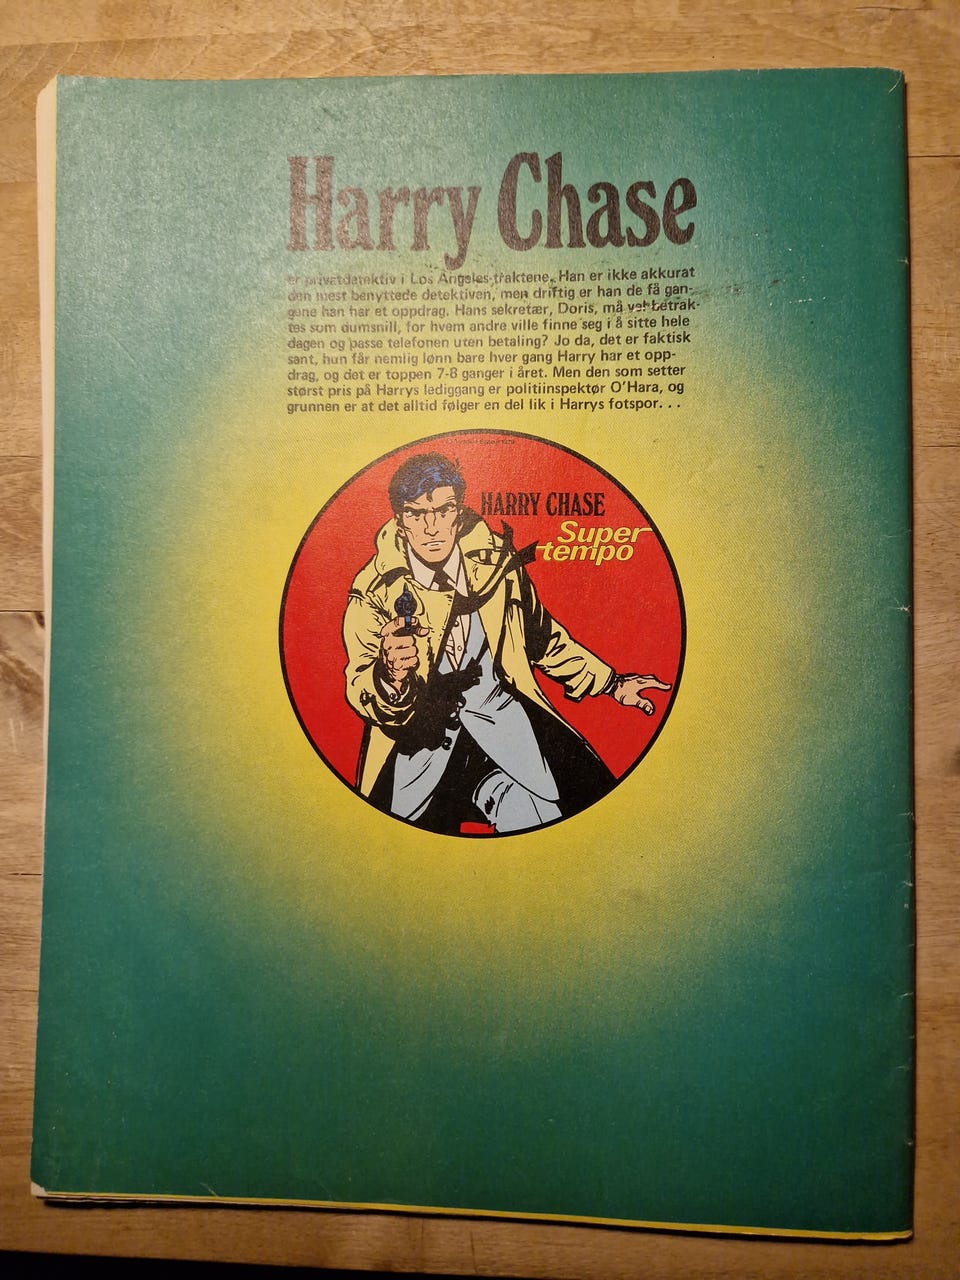 Harry Chase
er privatdetektiv i Los Angeles-traktene. Han er ikke akkurat
den mest benyttede detektiven, men driftig er han de få gan-
gene han har et oppdrag. Hans sekretær, Doris, må vel betrak-
tes som dumsnill, for hvem andre ville finne seg i å sitte hele
dagen og passe telefonen uten betaling? Jo da, det er faktisk
sant, hun får nemlig lønn bare hver gang Harry har et opp-
drag, og det er toppen 7-8 ganger i året. Men den som setter
størst pris på Harrys lediggang er politiinspektør O'Hara, og
grunnen er at det alltid følger en del lik i Harrys fotspor. . .
HARRY CHASE
Super
tempo